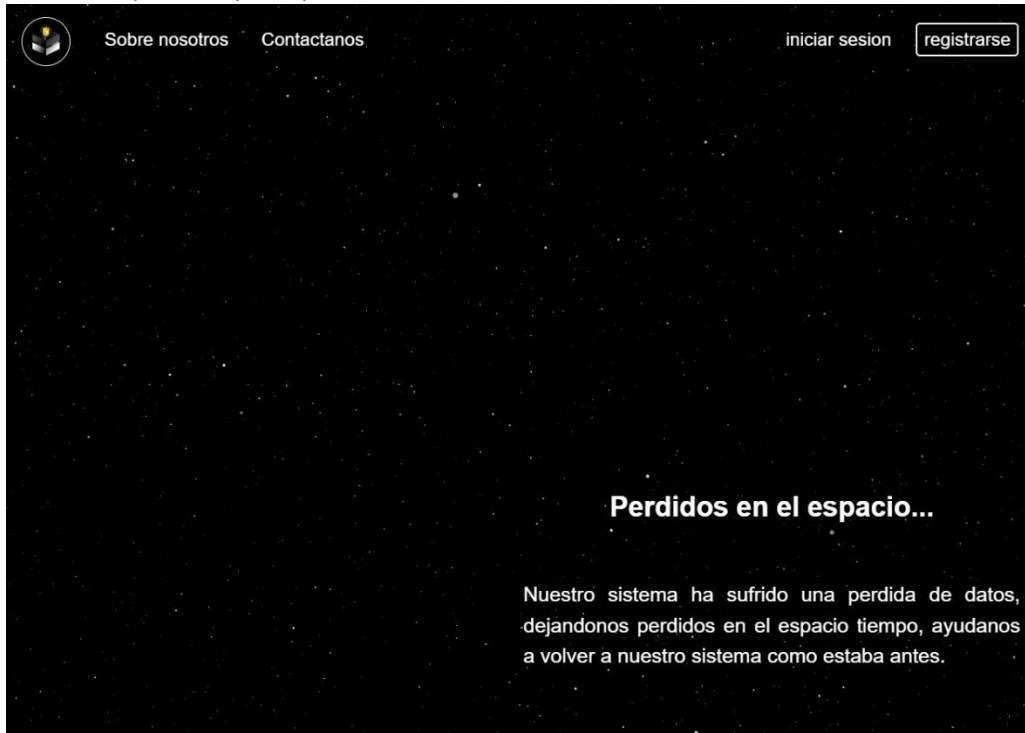 Sobre nosotros Contactanos iniciar sesion registrarse
Perdidos en el espacio...
Nuestro sistema ha sufrido una perdida de datos,
dejandonos perdidos en el espacio tiempo, ayudanos
a volver a nuestro sistema como estaba antes.